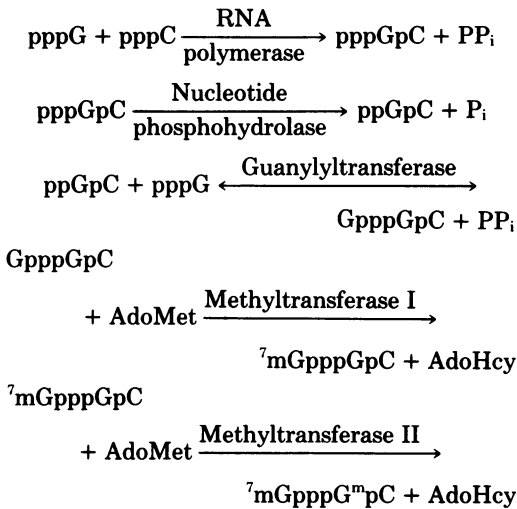 RNA
pppG + pppC → pppGpC + PPᵢ
polymerase
Nucleotide
pppGpC → ppGpC + Pᵢ
phosphohydrolase
Guanylyltransferase
ppGpC + pppG ↔
GpppGpC + PPᵢ
GpppGpC
Methyltransferase I
+ AdoMet →
⁷mGpppGpC + AdoHcy
⁷mGpppGpC
Methyltransferase II
+ AdoMet →
⁷mGpppGᵐpC + AdoHcy